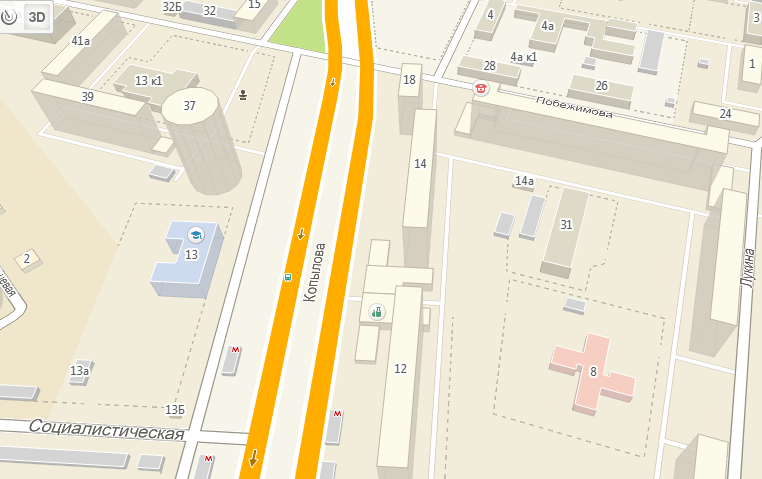 3D
32Б
32
15
4
4а
3
41а
4а к1
1
13 к1
18
28
39
37
26
Побежимова
24
14
14а
31
13
2
Копылова
Лукина
12
13а
8
13Б
Социалистическая
м
м
м